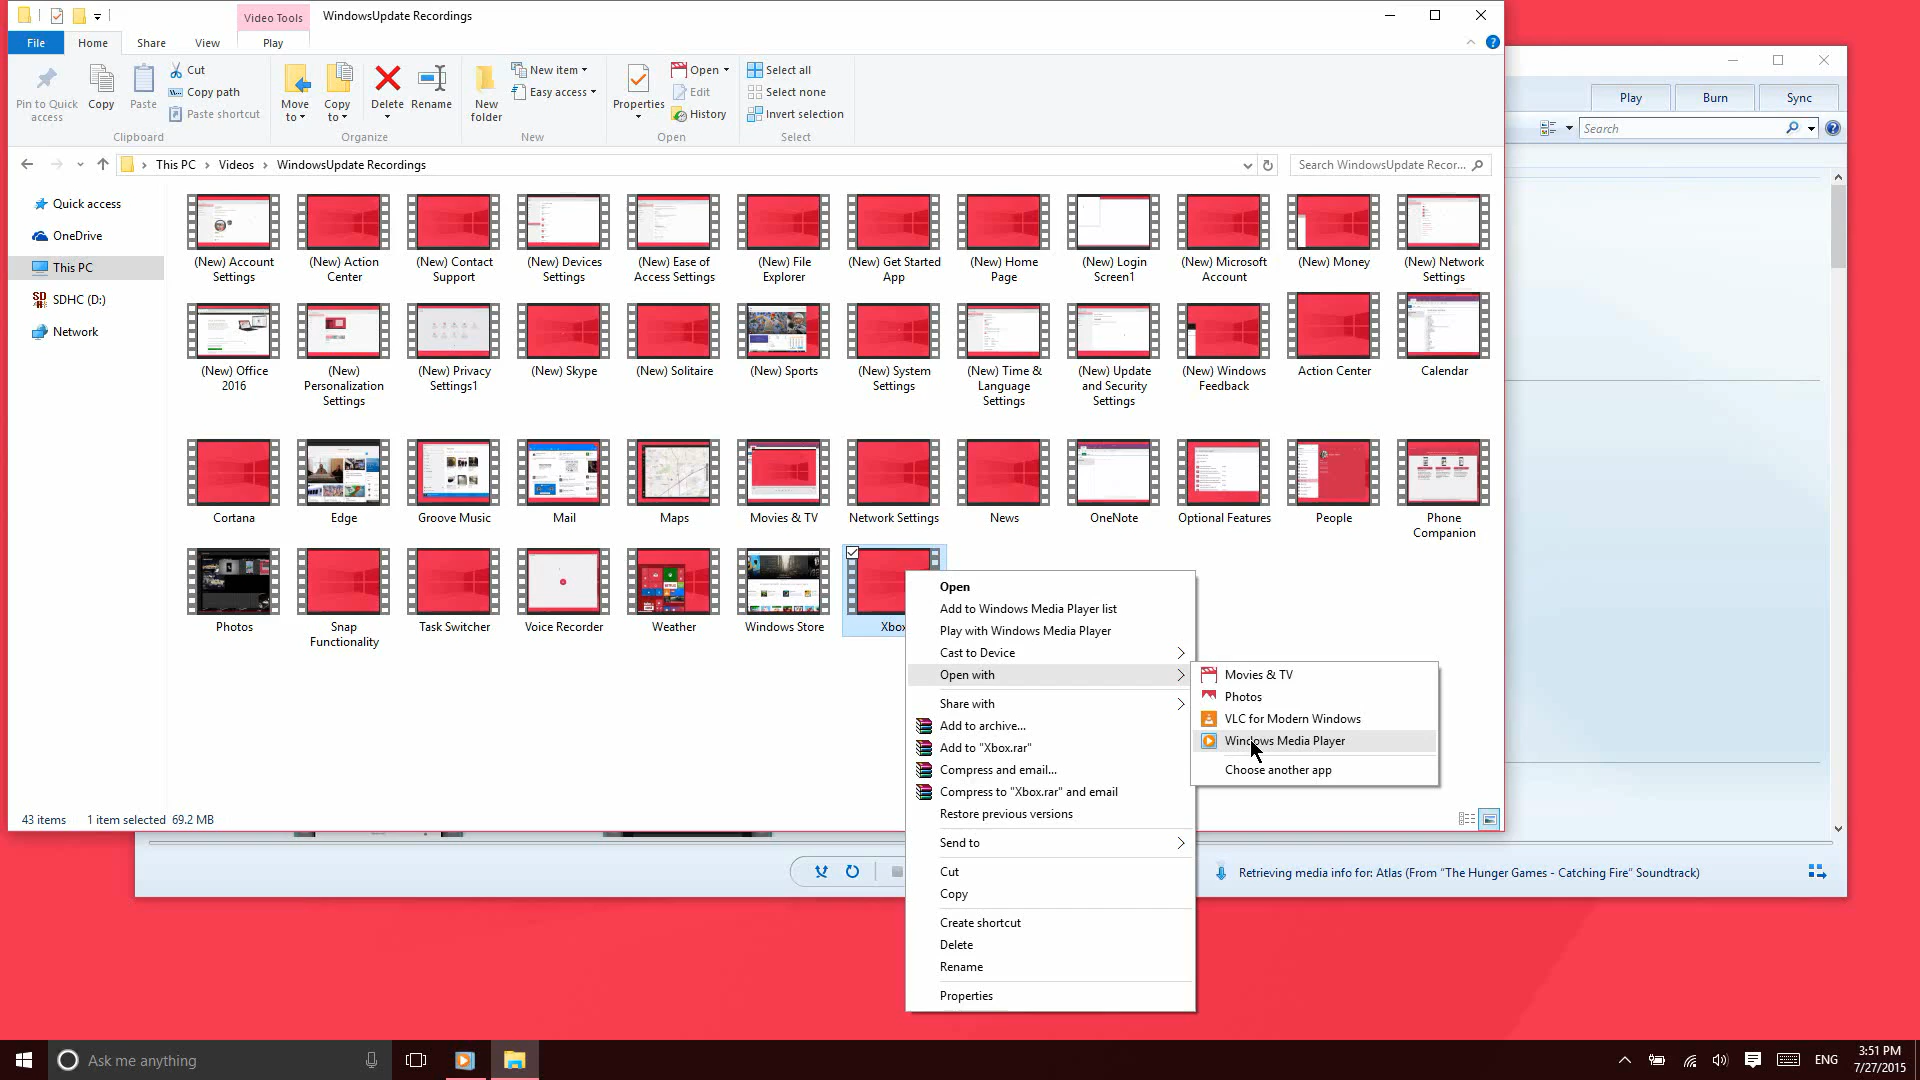 Video Tools
WindowsUpdate Recordings
File
Home
Share
View
Play
Pin to Quick access
Copy
Paste
Cut
Copy path
Paste shortcut
Clipboard
Move to
Copy to
Delete
Rename
Organize
New folder
New item
Easy access
New
Properties
Open
Edit
History
Open
Select all
Select none
Invert selection
Select
Play
Burn
Sync
Search
This PC
Videos
WindowsUpdate Recordings
Search WindowsUpdate Recor...
Quick access
OneDrive
This PC
SDHC (D:)
Network
(New) Account Settings
(New) Action Center
(New) Contact Support
(New) Devices Settings
(New) Ease of Access Settings
(New) File Explorer
(New) Get Started App
(New) Home Page
(New) Login Screen1
(New) Microsoft Account
(New) Money
(New) Network Settings
(New) Office 2016
(New) Personalization Settings
(New) Privacy Settings1
(New) Skype
(New) Solitaire
(New) Sports
(New) System Settings
(New) Time & Language Settings
(New) Update and Security Settings
(New) Windows Feedback
Action Center
Calendar
Cortana
Edge
Groove Music
Mail
Maps
Movies & TV
Network Settings
News
OneNote
Optional Features
People
Phone Companion
Photos
Snap Functionality
Task Switcher
Voice Recorder
Weather
Windows Store
Xbox
Open
Add to Windows Media Player list
Play with Windows Media Player
Cast to Device
Open with
Share with
Add to archive...
Add to "Xbox.rar"
Compress and email...
Compress to "Xbox.rar" and email
Restore previous versions
Send to
Cut
Copy
Create shortcut
Delete
Rename
Properties
Movies & TV
Photos
VLC for Modern Windows
Windows Media Player
Choose another app
43 items
1 item selected 69.2 MB
Retrieving media info for: Atlas (From "The Hunger Games - Catching Fire" Soundtrack)
Ask me anything
ENG
3:51 PM
7/27/2015